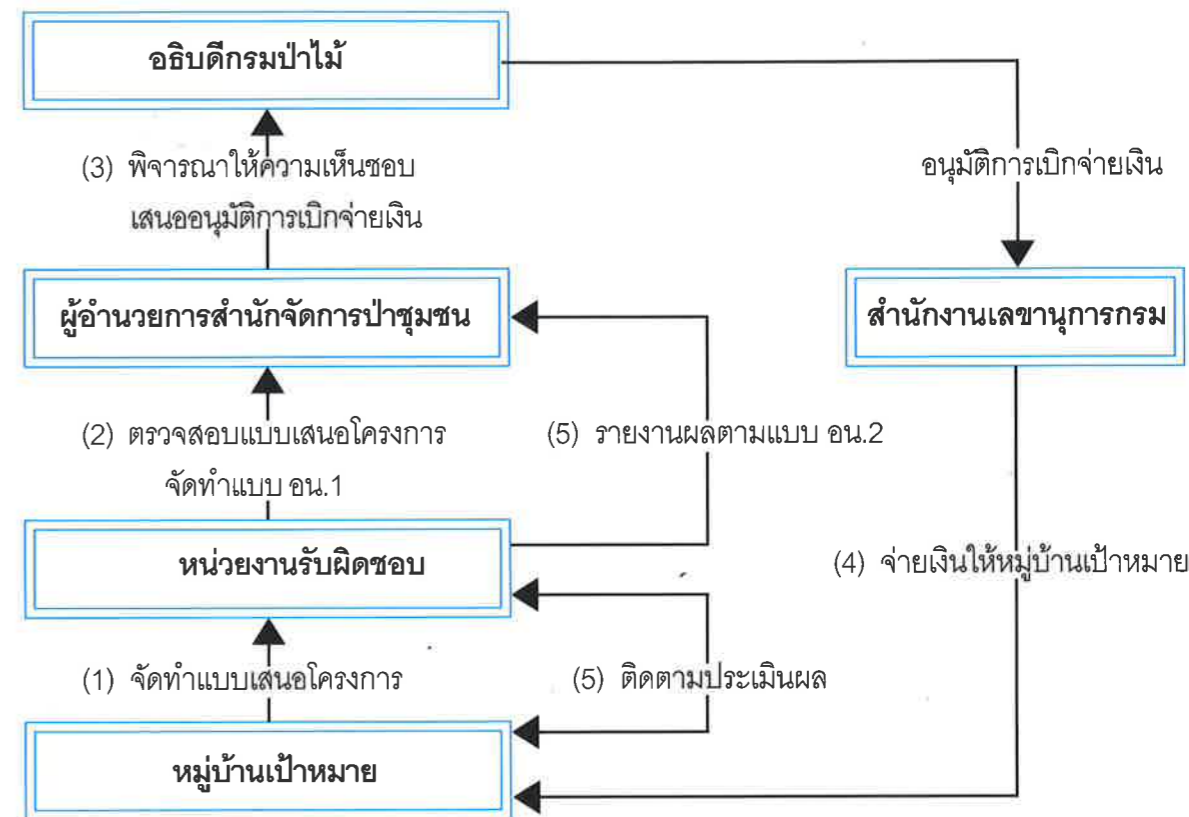 อธิบดีกรมป่าไม้
(3) พิจารณาให้ความเห็นชอบ
เสนออนุมัติการเบิกจ่ายเงิน
อนุมัติการเบิกจ่ายเงิน
ผู้อำนวยการสำนักจัดการป่าชุมชน
สำนักงานเลขานุการกรม
(2) ตรวจสอบแบบเสนอโครงการ
จัดทำแบบ อน.1
(5) รายงานผลตามแบบ อน.2
หน่วยงานรับผิดชอบ
(4) จ่ายเงินให้หมู่บ้านเป้าหมาย
(1) จัดทำแบบเสนอโครงการ
(5) ติดตามประเมินผล
หมู่บ้านเป้าหมาย